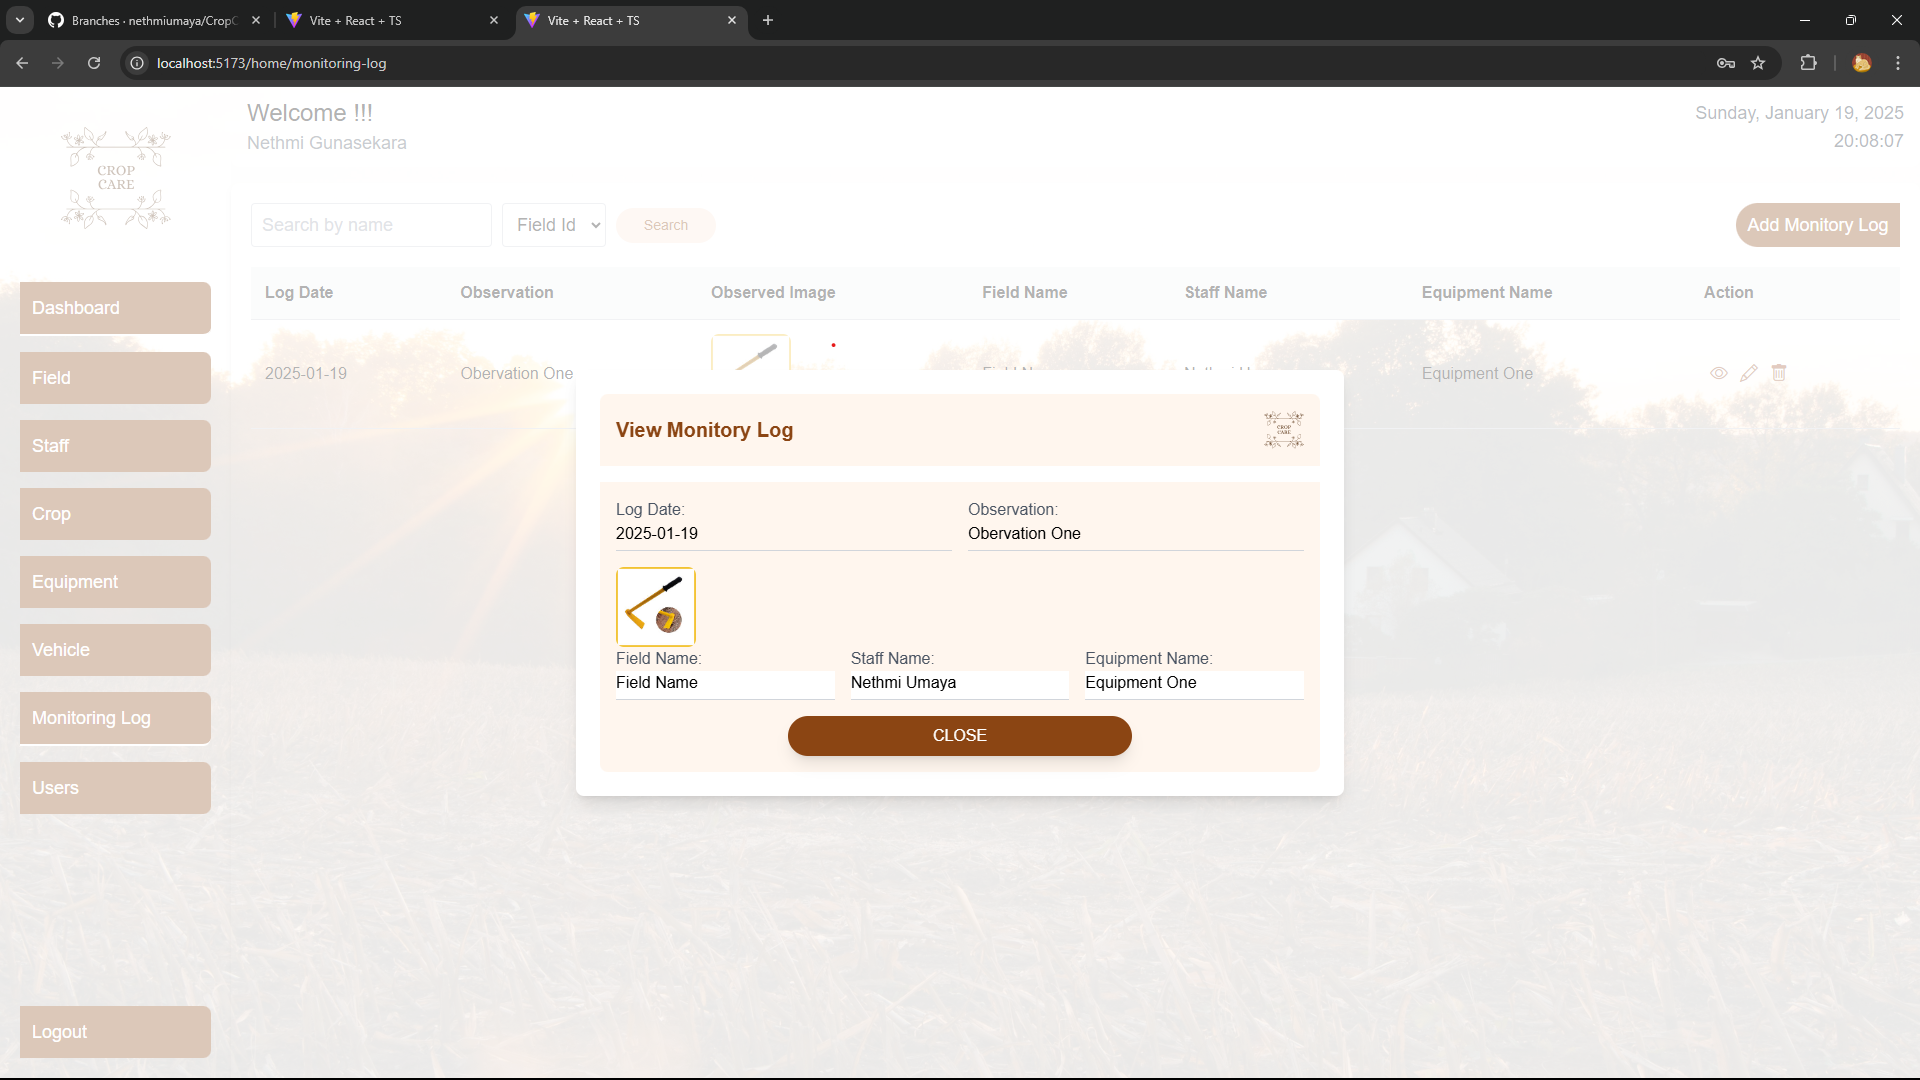 Branches · nethmiumaya/Crop
Vite + React + TS
Vite + React + TS
localhost:5173/home/monitoring-log
CROP
CARE
Welcome !!!
Nethmi Gunasekara
Sunday, January 19, 2025
20:08:07
Search by name
Field Id
Search
Add Monitory Log
Dashboard
Field
Staff
Crop
Equipment
Vehicle
Monitoring Log
Users
Logout
Log Date Observation Observed Image Field Name Staff Name Equipment Name Action
2025-01-19 Obervation One Equipment One
View Monitory Log
CROP
CARE
Log Date:
2025-01-19
Observation:
Obervation One
Field Name:
Field Name
Staff Name:
Nethmi Umaya
Equipment Name:
Equipment One
CLOSE